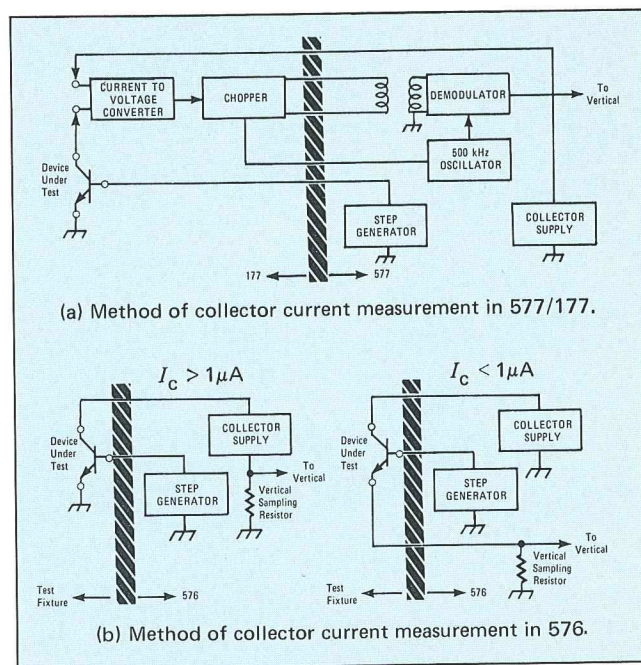 CURRENT TO
VOLTAGE
CONVERTER
CHOPPER
DEMODULATOR
To
Vertical
500 kHz
OSCILLATOR
Device
Under
Test
STEP
GENERATOR
COLLECTOR
SUPPLY
177
577
(a) Method of collector current measurement in 577/177.
Ic > 1μA
Device
Under
Test
COLLECTOR
SUPPLY
STEP
GENERATOR
To
Vertical
Vertical
Sampling
Resistor
Test
Fixture
576
Ic < 1μA
Device
Under
Test
COLLECTOR
SUPPLY
STEP
GENERATOR
To
Vertical
Vertical
Sampling
Resistor
Test
Fixture
576
(b) Method of collector current measurement in 576.